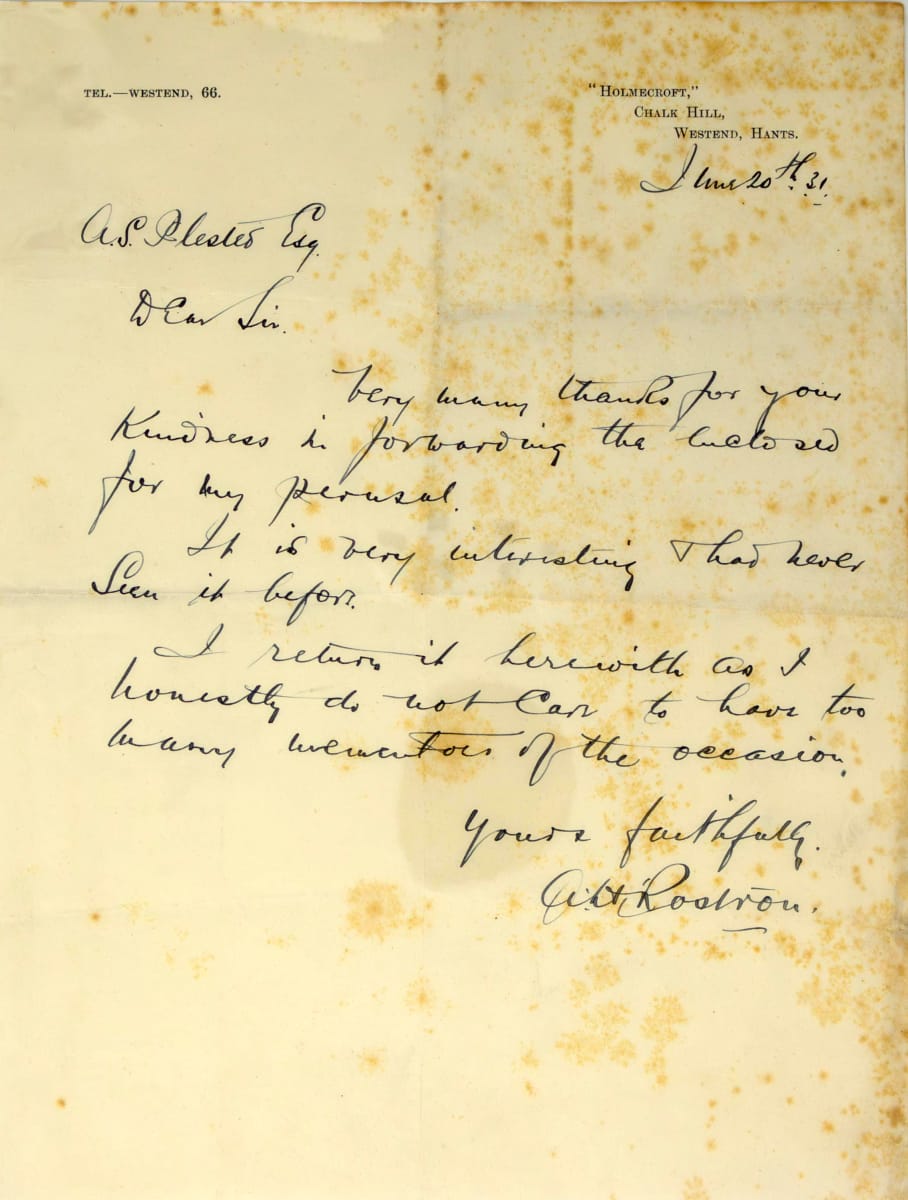 TEL.—WESTEND, 66.
"HOLMECROFT,"
CHALK HILL,
WESTEND, HANTS.
June 20th. 31.
A.S. Plested Esq.
Dear Sir.
Very many thanks for your
Kindness in forwarding the enclosed
for my perusal.
It is very interesting & had never
Seen it before.
I return it herewith as I
honestly do not Care to have too
many mementoes of the occasion.
Yours faithfully.
A.H. Rostron.